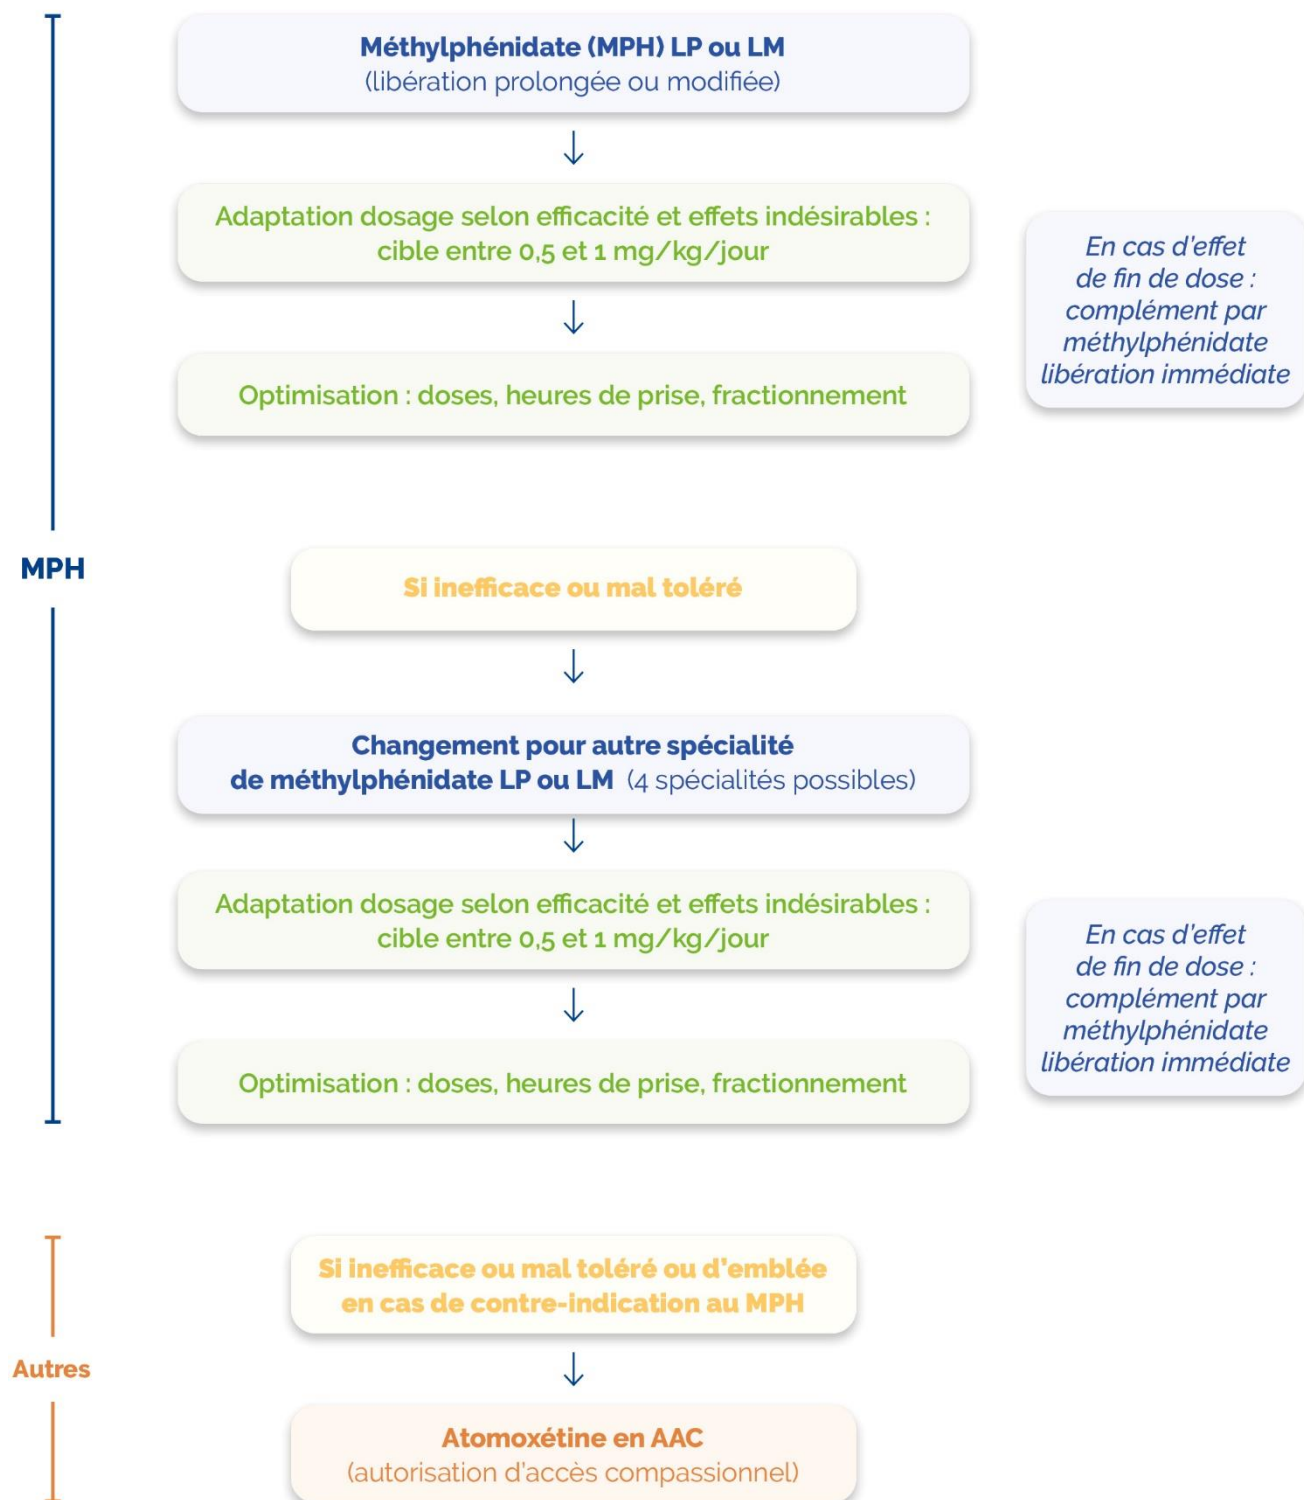 Méthylphénidate (MPH) LP ou LM
(libération prolongée ou modifiée)
Adaptation dosage selon efficacité et effets indésirables :
cible entre 0,5 et 1 mg/kg/jour
En cas d'effet
de fin de dose :
complément par
méthylphénidate
libération immédiate
Optimisation : doses, heures de prise, fractionnement
MPH
Si inefficace ou mal toléré
Changement pour autre spécialité
de méthylphénidate LP ou LM (4 spécialités possibles)
Adaptation dosage selon efficacité et effets indésirables :
cible entre 0,5 et 1 mg/kg/jour
En cas d'effet
de fin de dose :
complément par
méthylphénidate
libération immédiate
Optimisation : doses, heures de prise, fractionnement
Si inefficace ou mal toléré ou d'emblée
en cas de contre-indication au MPH
Autres
Atomoxétine en AAC
(autorisation d'accès compassionnel)